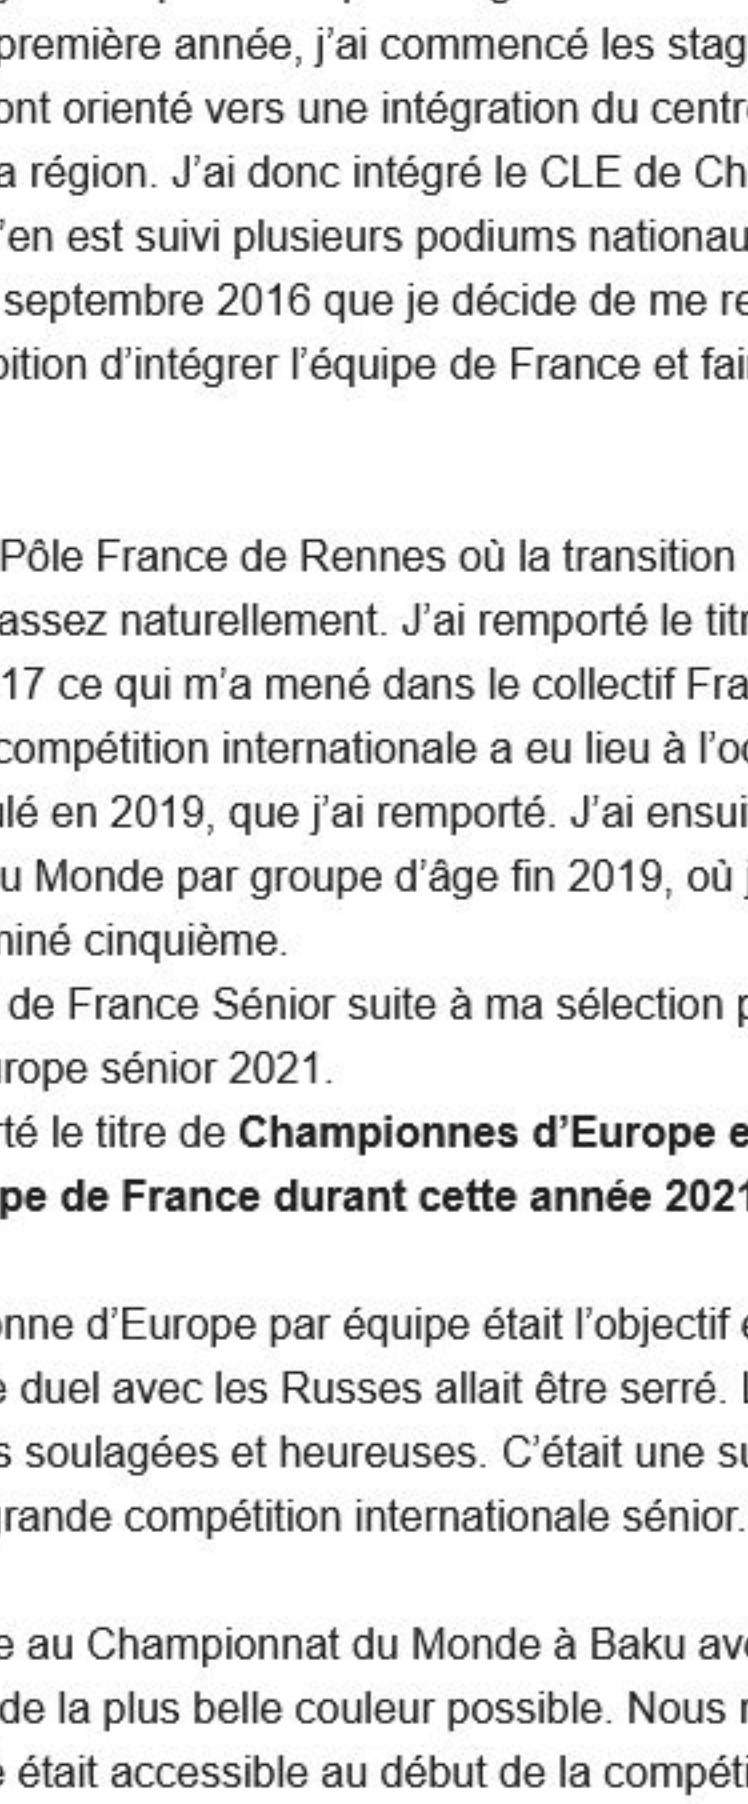 première année, j'ai commencé les stag
ont orienté vers une intégration du centr
a région. J'ai donc intégré le CLE de Ch
'en est suivi plusieurs podiums nationau
septembre 2016 que je décide de me re
bition d'intégrer l'équipe de France et fai
Pôle France de Rennes où la transition
assez naturellement. J'ai remporté le titr
17 ce qui m'a mené dans le collectif Fra
compétition internationale a eu lieu à l'oc
ulé en 2019, que j'ai remporté. J'ai ensui
u Monde par groupe d'âge fin 2019, où j
miné cinquième.
de France Sénior suite à ma sélection p
urope sénior 2021.
rté le titre de Championnes d'Europe e
pe de France durant cette année 2021
onne d'Europe par équipe était l'objectif e
e duel avec les Russes allait être serré.
s soulagées et heureuses. C'était une su
grande compétition internationale sénior.
e au Championnat du Monde à Baku ave
de la plus belle couleur possible. Nous
é était accessible au début de la compéti